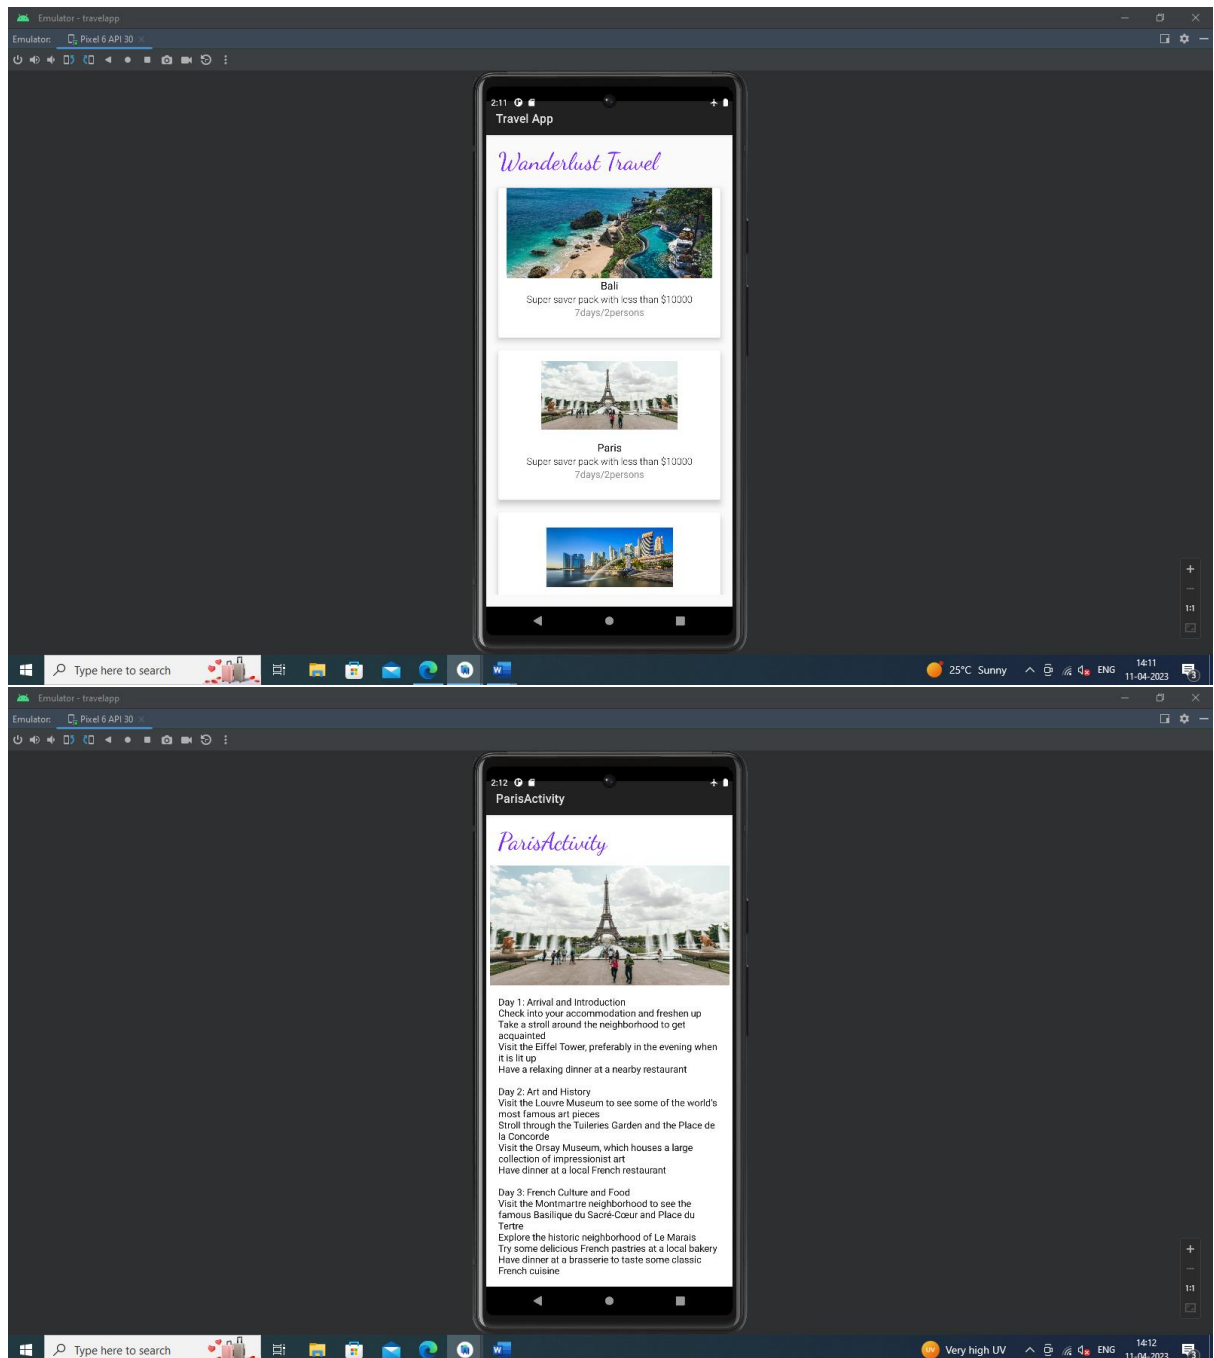 Emulator - travelapp
Emulator: Pixel 6 API 30
2:11
Travel App
Wanderlust Travel
Bali
Super saver pack with less than $10000
7days/2persons
Paris
Super saver pack with less than $10000
7days/2persons
1:1
Type here to search
25°C Sunny
ENG
14:11
11-04-2023
3
Emulator - travelapp
Emulator: Pixel 6 API 30
2:12
ParisActivity
ParisActivity
Day 1: Arrival and Introduction
Check into your accommodation and freshen up
Take a stroll around the neighborhood to get
acquainted
Visit the Eiffel Tower, preferably in the evening when
it is lit up
Have a relaxing dinner at a nearby restaurant
Day 2: Art and History
Visit the Louvre Museum to see some of the world's
most famous art pieces
Stroll through the Tuileries Garden and the Place de
la Concorde
Visit the Orsay Museum, which houses a large
collection of impressionist art
Have dinner at a local French restaurant
Day 3: French Culture and Food
Visit the Montmartre neighborhood to see the
famous Basilique du Sacré-Cœur and Place du
Tertre
Explore the historic neighborhood of Le Marais
Try some delicious French pastries at a local bakery
Have dinner at a brasserie to taste some classic
French cuisine
1:1
Type here to search
UV
Very high UV
ENG
14:12
11-04-2023
3